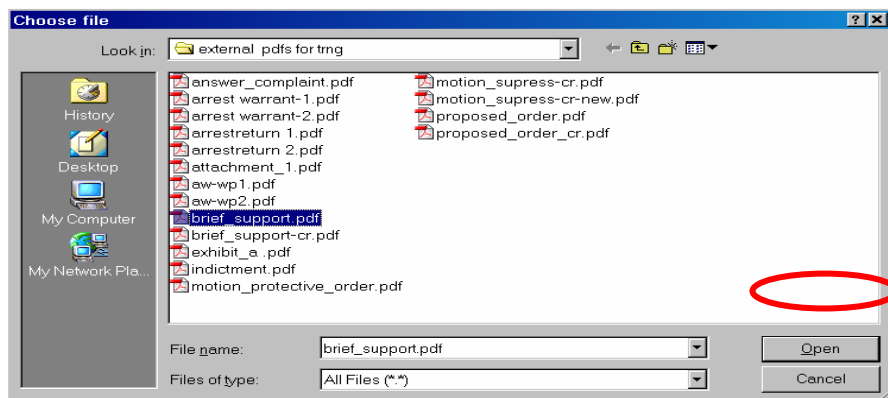 Choose file
Look in: external pdfs for trng
History
Desktop
My Computer
My Network Pla...
answer_complaint.pdf
arrest warrant-1.pdf
arrest warrant-2.pdf
arrestreturn 1.pdf
arrestreturn 2.pdf
attachment_1.pdf
aw-wp1.pdf
aw-wp2.pdf
brief_support.pdf
brief_support-cr.pdf
exhibit_a .pdf
indictment.pdf
motion_protective_order.pdf
motion_supress-cr.pdf
motion_supress-cr-new.pdf
proposed_order.pdf
proposed_order_cr.pdf
File name: brief_support.pdf Open
Files of type: All Files (*.*) Cancel